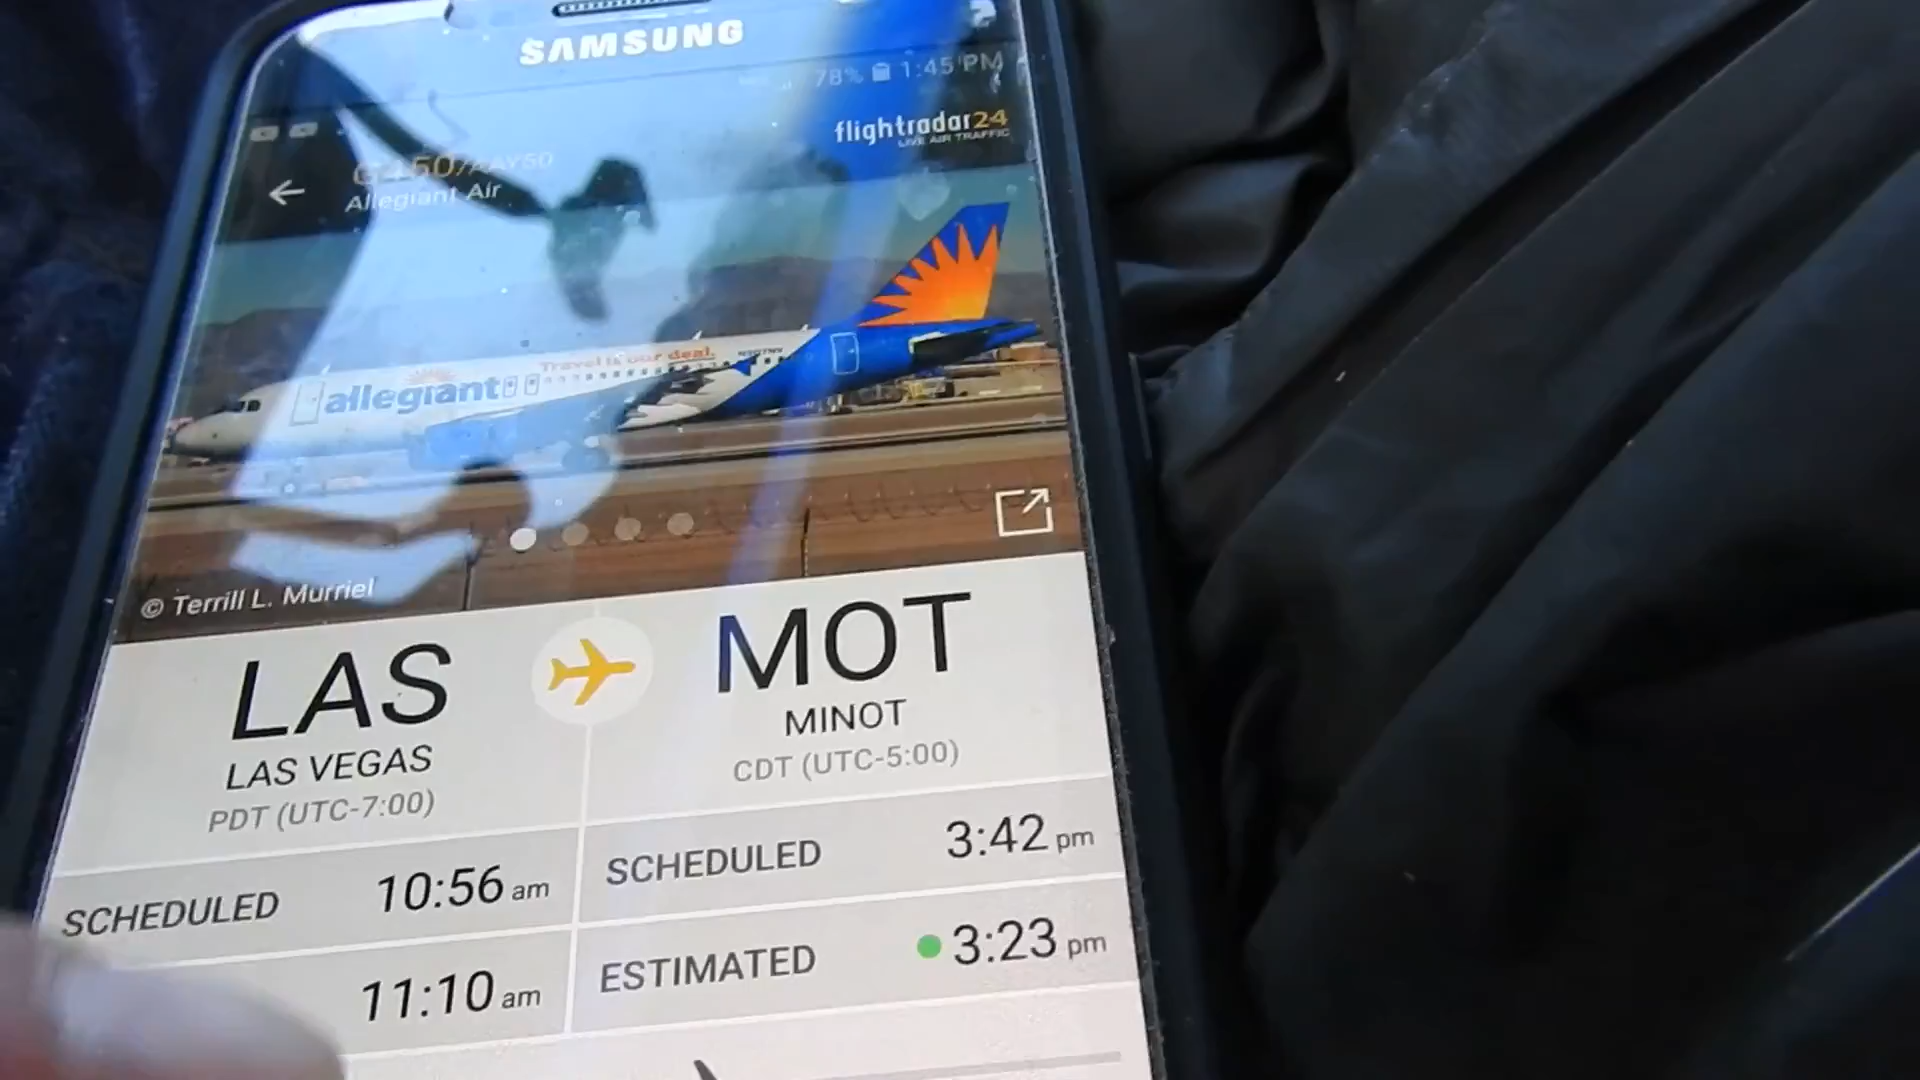 SAMSUNG
78% 1:45 PM
flightradar24
LIVE AIR TRAFFIC
Allegiant Air
Travel is our deal.
allegiant
© Terrill L. Murriel
LAS
MOT
LAS VEGAS
MINOT
PDT (UTC-7:00)
CDT (UTC-5:00)
SCHEDULED 10:56 am
SCHEDULED 3:42 pm
11:10 am
ESTIMATED 3:23 pm